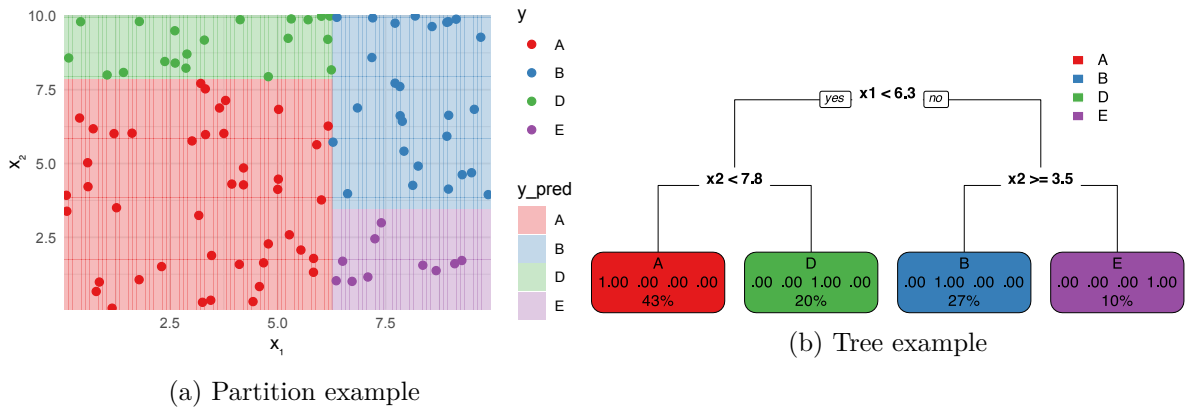 10.0
7.5
5.0
2.5
x2
2.5 5.0 7.5
x1
y
A
B
D
E
y_pred
A
B
D
E
(a) Partition example
A
B
D
E
yes x1 < 6.3 no
x2 < 7.8 x2 >= 3.5
A
1.00 .00 .00 .00
43%
D
.00 .00 1.00 .00
20%
B
.00 1.00 .00 .00
27%
E
.00 .00 .00 1.00
10%
(b) Tree example